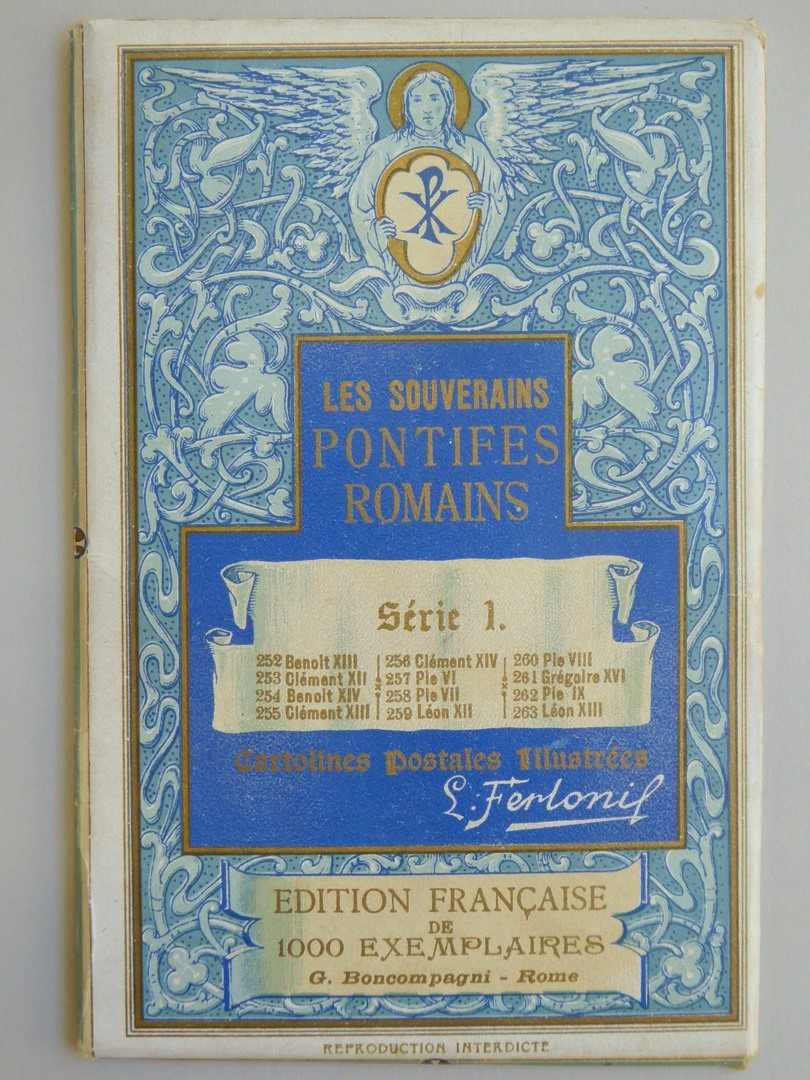 LES SOUVERAINS
PONTIFES
ROMAINS
Série 1.
252 Benoît XIII
253 Clément XII
254 Benoît XIV
255 Clément XIII
256 Clément XIV
257 Pie VI
258 Pie VII
259 Léon XII
260 Pie VIII
261 Grégoire XVI
262 Pie IX
263 Léon XIII
Cartolines Postales Illustrées
L. Ferloni
EDITION FRANÇAISE
DE
1000 EXEMPLAIRES
G. Boncompagni - Rome
REPRODUCTION INTERDICTE